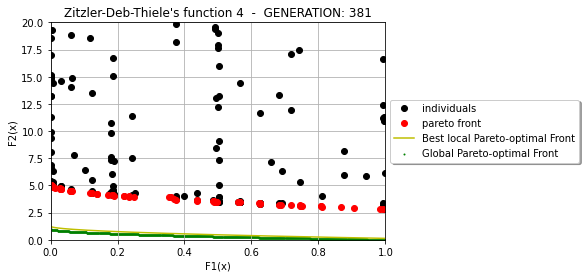 Zitzler-Deb-Thiele's function 4 - GENERATION: 381
20.0
17.5
15.0
12.5
10.0
7.5
5.0
2.5
0.0
F2(x)
0.0 0.2 0.4 0.6 0.8 1.0
F1(x)
individuals
pareto front
Best local Pareto-optimal Front
Global Pareto-optimal Front